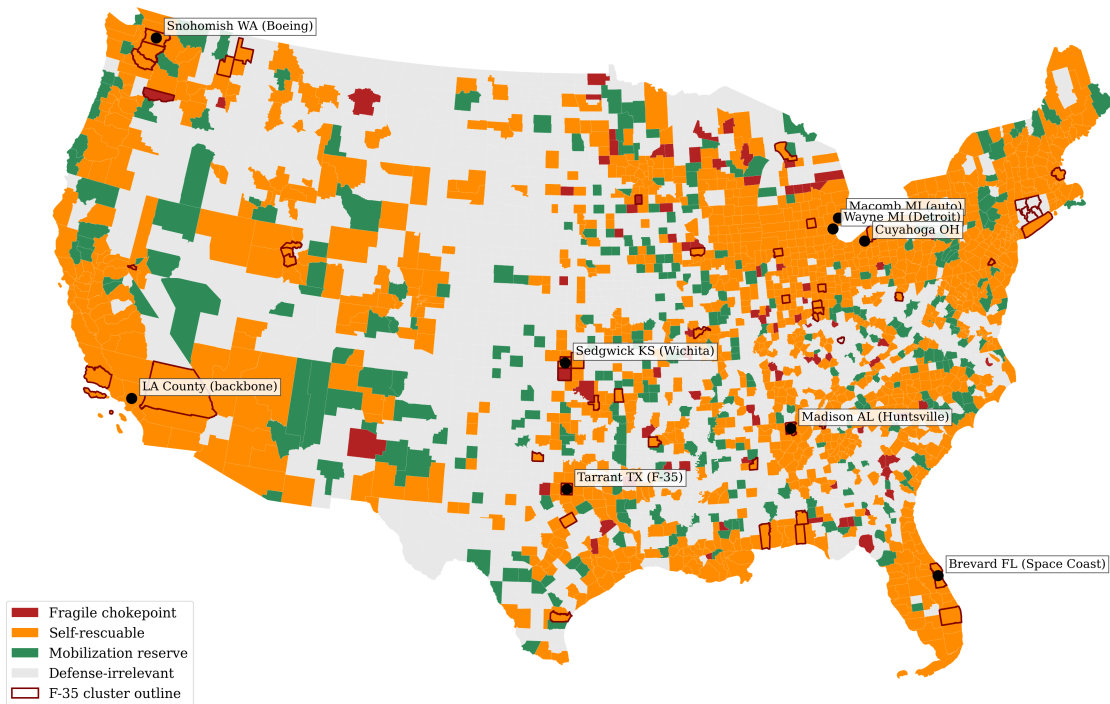 Snohomish WA (Boeing)
Macomb MI (auto)
Wayne MI (Detroit)
Cuyahoga OH
Sedgwick KS (Wichita)
LA County (backbone)
Madison AL (Huntsville)
Tarrant TX (F-35)
Brevard FL (Space Coast)
Fragile chokepoint
Self-rescuable
Mobilization reserve
Defense-irrelevant
F-35 cluster outline